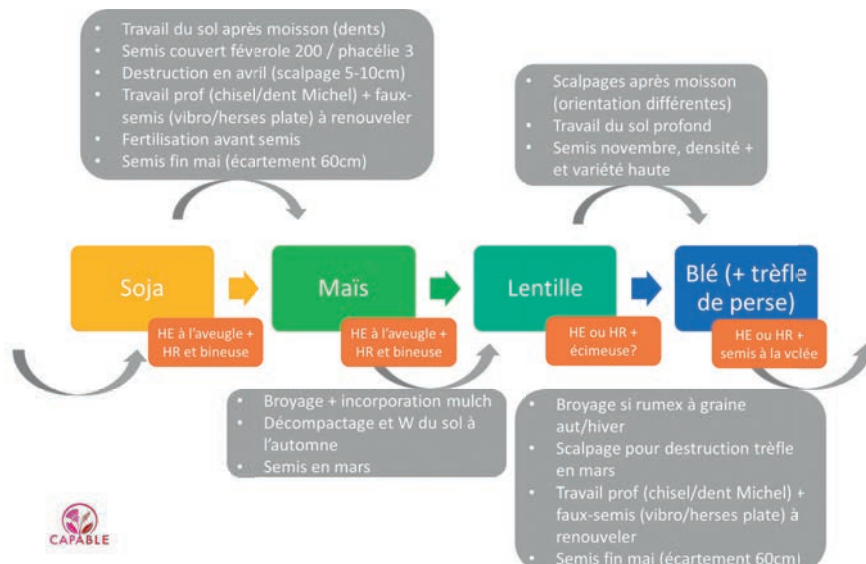 • Travail du sol après moisson (dents)
• Semis couvert féverole 200 / phacélie 3
• Destruction en avril (scalpage 5-10cm)
• Travail prof (chisel/dent Michel) + faux-
semis (vibro/herses plate) à renouveler
• Fertilisation avant semis
• Semis fin mai (écartement 60cm)
• Scalpages après moisson
(orientation différentes)
• Travail du sol profond
• Semis novembre, densité +
et variété haute
Soja
Maïs
Lentille
Blé (+ trèfle
de perse)
HE à l'aveugle +
HR et bineuse
HE à l'aveugle +
HR et bineuse
HE ou HR +
écimeuse?
HE ou HR +
semis à la volée
• Broyage + incorporation mulch
• Décompactage et W du sol à
l'automne
• Semis en mars
• Broyage si rumex à graine
aut/hiver
• Scalpage pour destruction trèfle
en mars
• Travail prof (chisel/dent Michel) +
faux-semis (vibro/herses plate) à
renouveler
• Semis fin mai (écartement 60cm)
CAPABLE